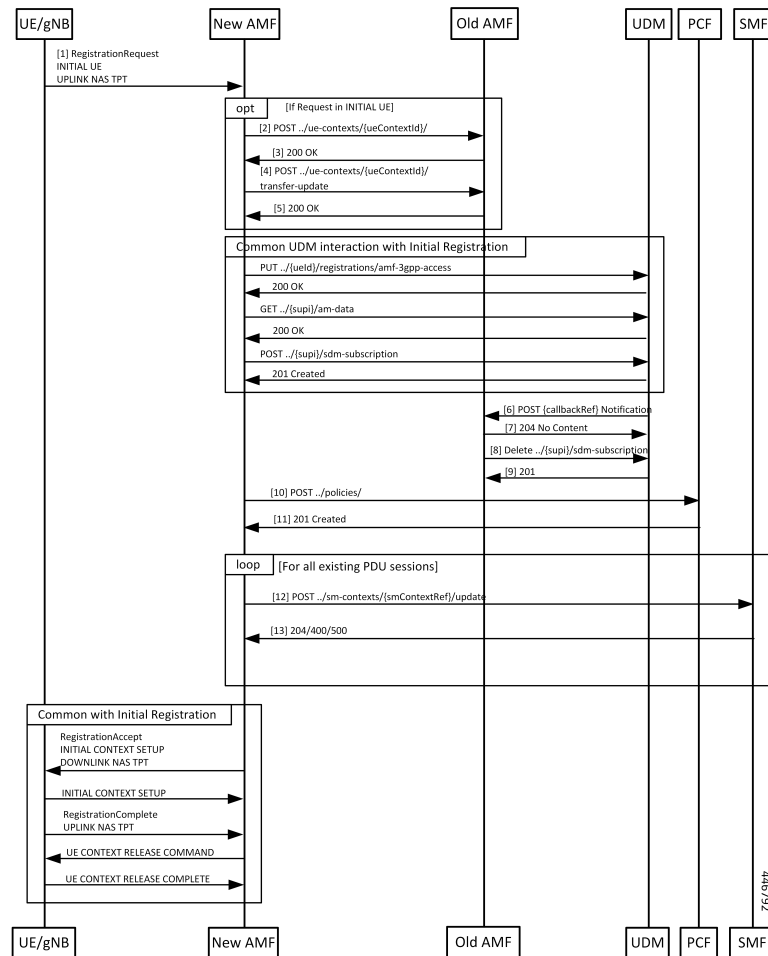 UE/gNB
New AMF
Old AMF
UDM
PCF
SMF
[1] RegistrationRequest
INITIAL UE
UPLINK NAS TPT
opt
[If Request in INITIAL UE]
[2] POST ../ue-contexts/{ueContextId}/
[3] 200 OK
[4] POST ../ue-contexts/{ueContextId}/
transfer-update
[5] 200 OK
Common UDM interaction with Initial Registration
PUT ../{ueId}/registrations/amf-3gpp-access
200 OK
GET ../{supi}/am-data
200 OK
POST ../{supi}/sdm-subscription
201 Created
[6] POST {callbackRef} Notification
[7] 204 No Content
[8] Delete ../{supi}/sdm-subscription
[9] 201
[10] POST ../policies/
[11] 201 Created
loop
[For all existing PDU sessions]
[12] POST ../sm-contexts/{smContextRef}/update
[13] 204/400/500
Common with Initial Registration
RegistrationAccept
INITIAL CONTEXT SETUP
DOWNLINK NAS TPT
INITIAL CONTEXT SETUP
RegistrationComplete
UPLINK NAS TPT
UE CONTEXT RELEASE COMMAND
UE CONTEXT RELEASE COMPLETE
446792
UE/gNB
New AMF
Old AMF
UDM
PCF
SMF